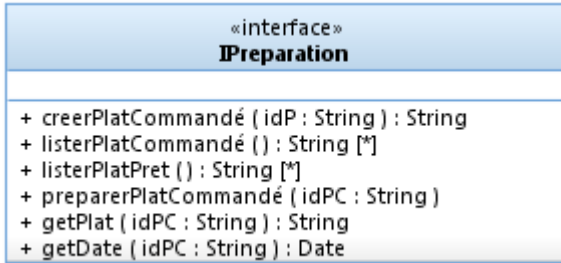 «interface»
IPreparation
+ creerPlatCommandé ( idP : String ) : String
+ listerPlatCommandé () : String [*]
+ listerPlatPret () : String [*]
+ preparerPlatCommandé ( idPC : String )
+ getPlat ( idPC : String ) : String
+ getDate ( idPC : String ) : Date